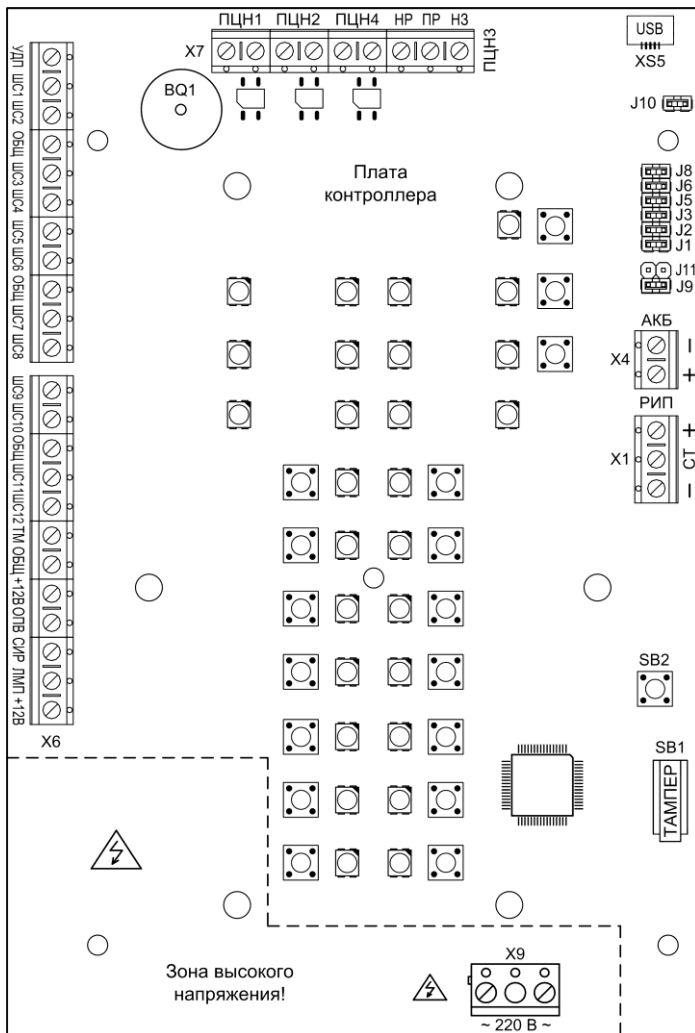 ПЦН1 ПЦН2 ПЦН4 НР ПР НЗ
ПЦН3
X7
USB
XS5
BQ1
J10
УДП ШС1 ШС2 ОБЩ ШС3 ШС4 ШС5 ШС6 ОБЩ ШС7 ШС8
Плата
контроллера
J8
J6
J5
J3
J2
J1
J11
J9
АКБ
X4
−
+
РИП
X1
+
СТ
−
ШС9 ШС10 ОБЩ ШС11 ШС12 ТМ ОБЩ +12В ОПВ СИР ЛМП +12В
X6
SB2
SB1
ТАМПЕР
Зона высокого
напряжения!
X9
~ 220 В ~